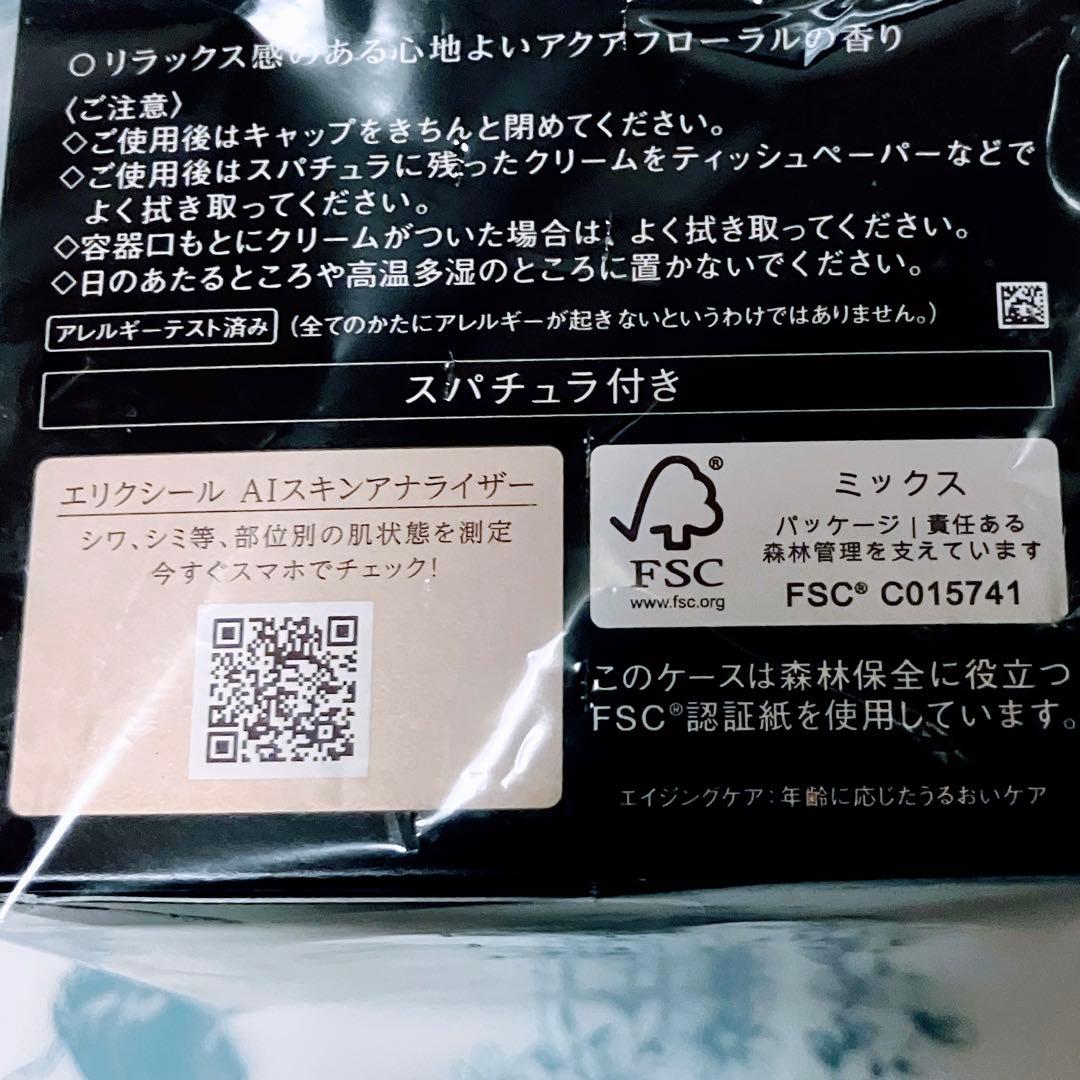 ○リラックス感のある心地よいアクアフローラルの香り
〈ご注意〉
◇ご使用後はキャップをきちんと閉めてください。
◇ご使用後はスパチュラに残ったクリームをティッシュペーパーなどで
よく拭き取ってください。
◇容器口もとにクリームがついた場合は、よく拭き取ってください。
◇日のあたるところや高温多湿のところに置かないでください。
アレルギーテスト済み (全てのかたにアレルギーが起きないというわけではありません。)
スパチュラ付き
エリクシール AIスキンアナライザー
シワ、シミ等、部位別の肌状態を測定
今すぐスマホでチェック!
® ミックス
パッケージ | 責任ある
森林管理を支えています
FSC
www.fsc.org
FSC® C015741
このケースは森林保全に役立つ
FSC®認証紙を使用しています。
エイジングケア:年齢に応じたうるおいケア